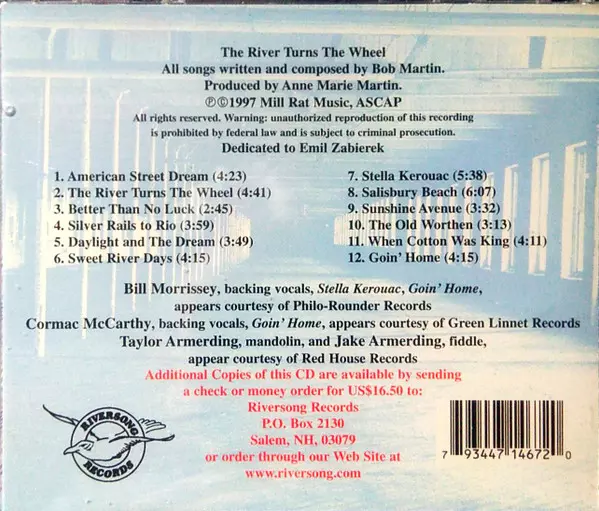 The River Turns The Wheel
All songs written and composed by Bob Martin.
Produced by Anne Marie Martin.
℗©1997 Mill Rat Music, ASCAP
All rights reserved. Warning: unauthorized reproduction of this recording
is prohibited by federal law and is subject to criminal prosecution.
Dedicated to Emil Zabierek
1. American Street Dream (4:23)
2. The River Turns The Wheel (4:41)
3. Better Than No Luck (2:45)
4. Silver Rails to Rio (3:59)
5. Daylight and The Dream (3:49)
6. Sweet River Days (4:15)
7. Stella Kerouac (5:38)
8. Salisbury Beach (6:07)
9. Sunshine Avenue (3:32)
10. The Old Worthen (3:13)
11. When Cotton Was King (4:11)
12. Goin' Home (4:15)
Bill Morrissey, backing vocals, Stella Kerouac, Goin' Home,
appears courtesy of Philo-Rounder Records
Cormac McCarthy, backing vocals, Goin' Home, appears courtesy of Green Linnet Records
Taylor Armerding, mandolin, and Jake Armerding, fiddle,
appear courtesy of Red House Records
Additional Copies of this CD are available by sending
a check or money order for US$16.50 to:
Riversong Records
P.O. Box 2130
Salem, NH, 03079
or order through our Web Site at
www.riversong.com
RIVERSONG
RECORDS
7 93447 14672 0